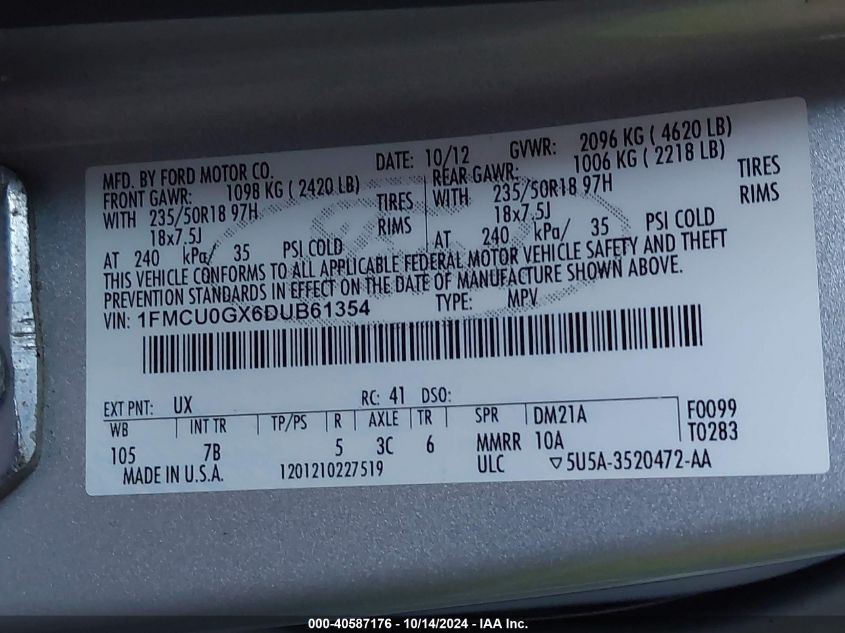 MFD. BY FORD MOTOR CO. DATE: 10/12 GVWR: 2096 KG ( 4620 LB)
FRONT GAWR: 1098 KG ( 2420 LB) REAR GAWR: 1006 KG ( 2218 LB)
WITH 235/50R18 97H TIRES WITH 235/50R18 97H TIRES
18x7.5J RIMS 18x7.5J RIMS
AT 240 kPa/ 35 PSI COLD AT 240 kPa/ 35 PSI COLD
THIS VEHICLE CONFORMS TO ALL APPLICABLE FEDERAL MOTOR VEHICLE SAFETY AND THEFT
PREVENTION STANDARDS IN EFFECT ON THE DATE OF MANUFACTURE SHOWN ABOVE.
VIN: 1FMCU0GX6DUB61354 TYPE: MPV
EXT PNT: UX RC: 41 DSO:
WB INT TR TP/PS R AXLE TR SPR DM21A F0099
105 7B 5 3C 6 MMRR 10A T0283
MADE IN U.S.A. 1201210227519 ULC ▽5U5A-3520472-AA
000-40587176 - 10/14/2024 - IAA Inc.